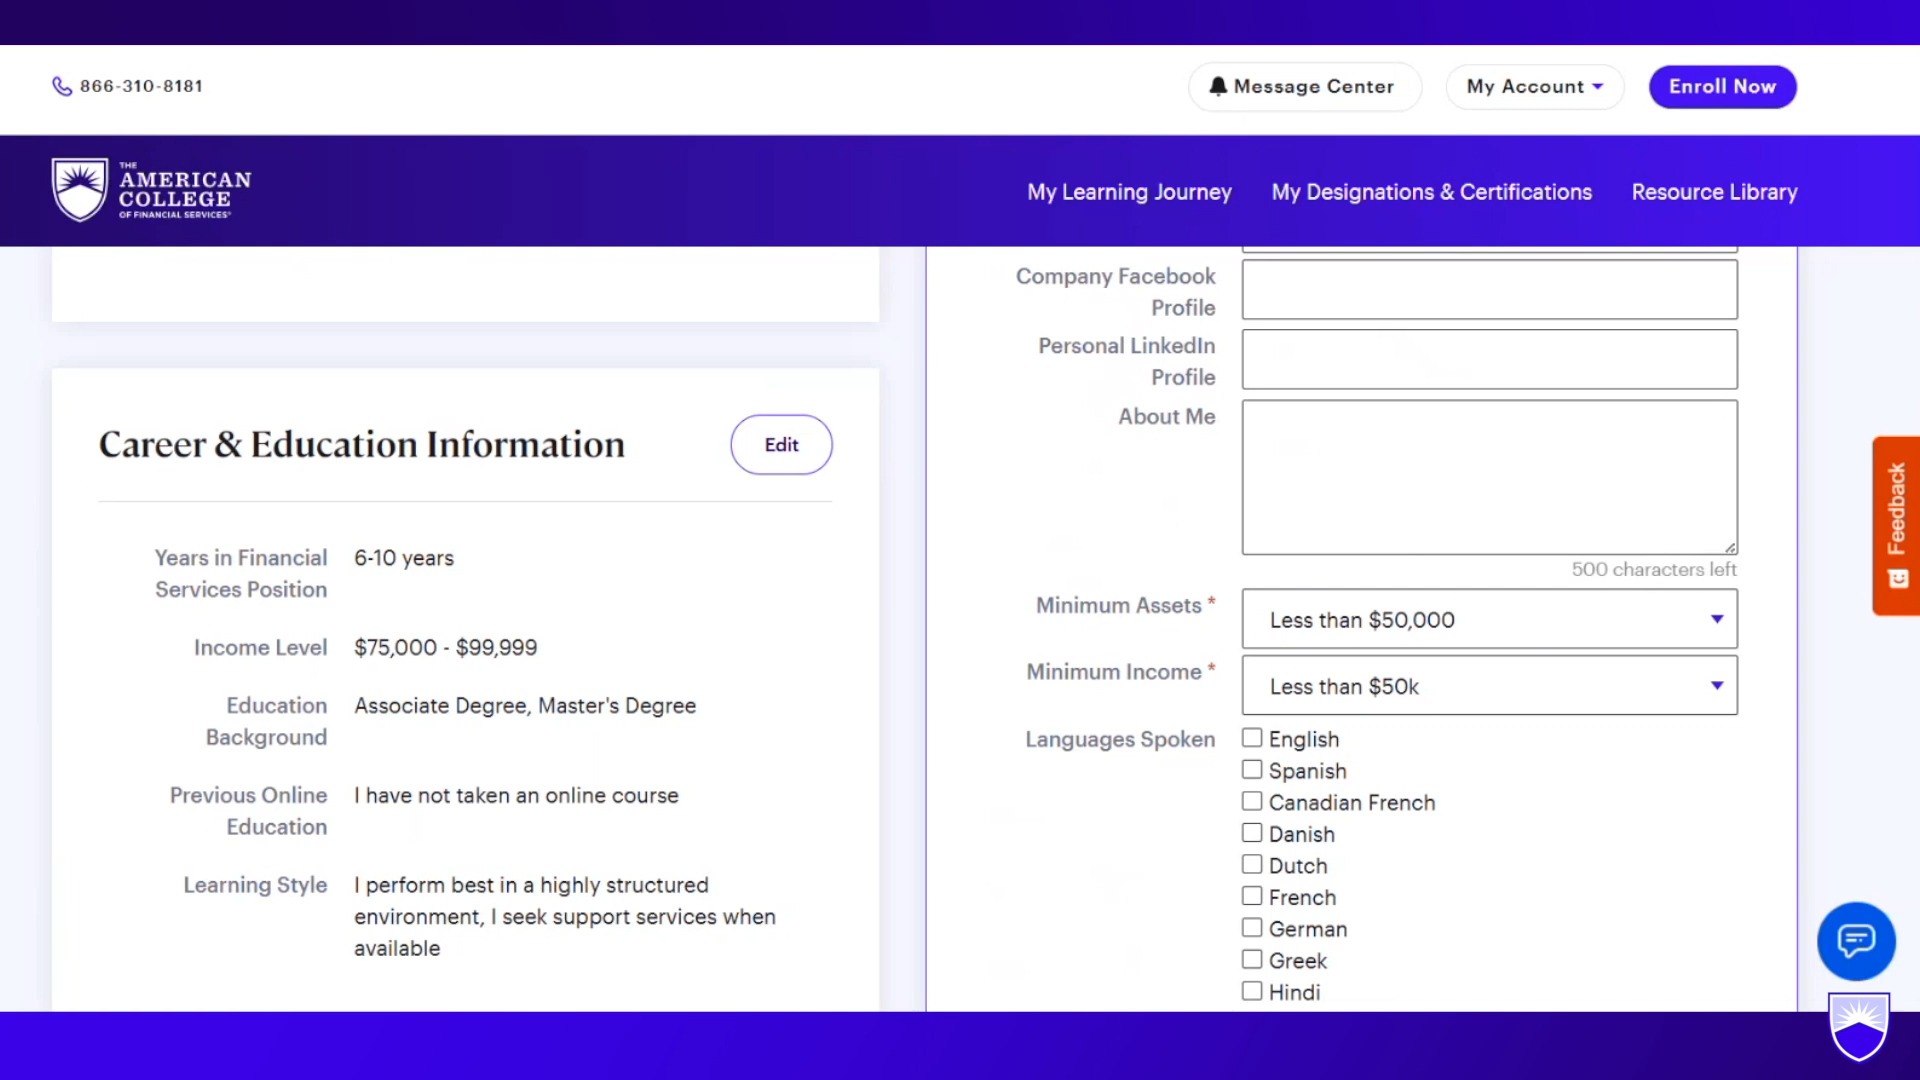 866-310-8181
Message Center
My Account
Enroll Now
THE
AMERICAN
COLLEGE
OF FINANCIAL SERVICES®
My Learning Journey
My Designations & Certifications
Resource Library
Career & Education Information
Edit
Years in Financial
Services Position
6-10 years
Income Level
$75,000 - $99,999
Education
Background
Associate Degree, Master's Degree
Previous Online
Education
I have not taken an online course
Learning Style
I perform best in a highly structured
environment, I seek support services when
available
Company Facebook
Profile
Personal LinkedIn
Profile
About Me
500 characters left
Minimum Assets *
Less than $50,000
Minimum Income *
Less than $50k
Languages Spoken
English
Spanish
Canadian French
Danish
Dutch
French
German
Greek
Hindi
Feedback